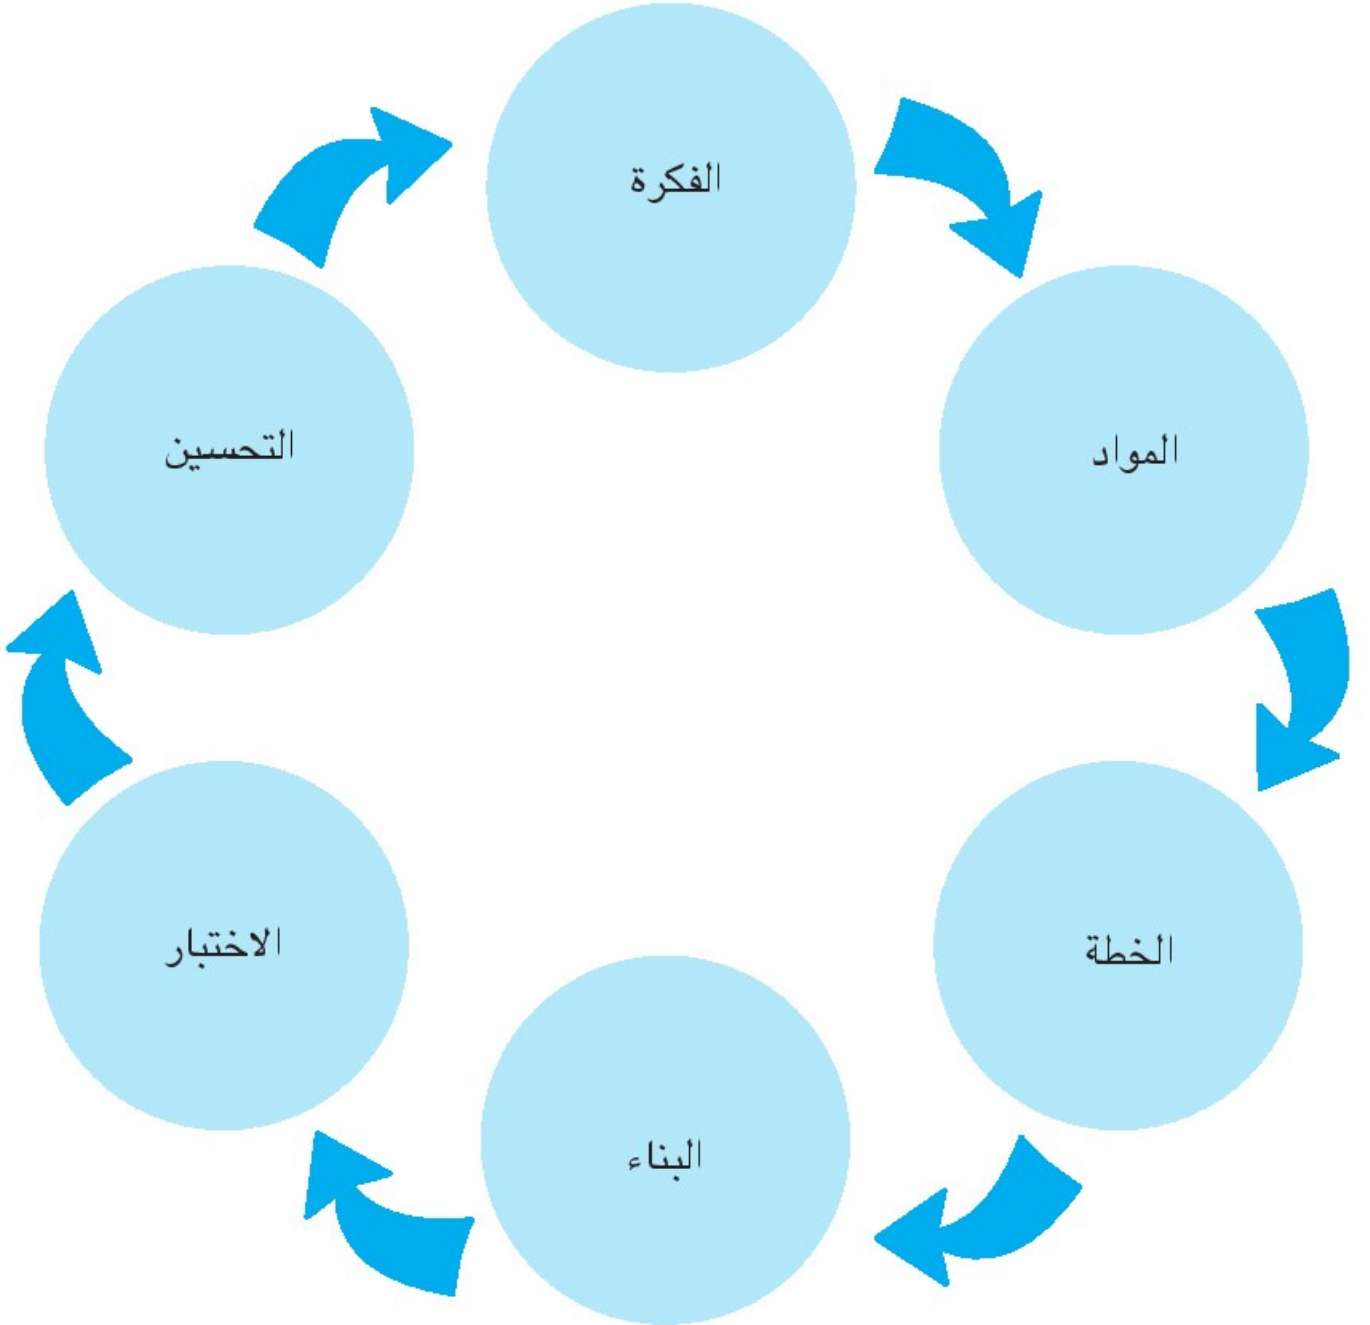 الفكرة
المواد
الخطة
البناء
الاختبار
التحسين